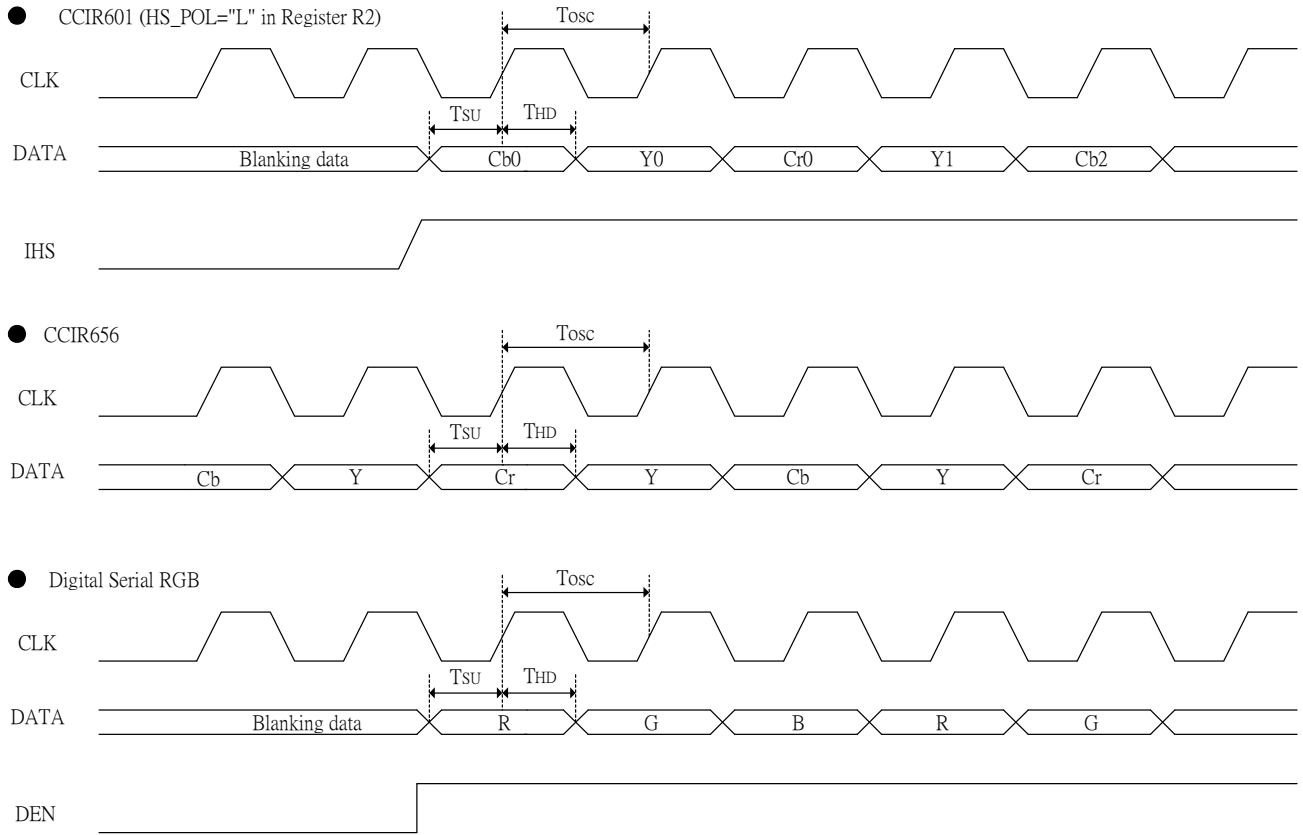 ● CCIR601 (HS_POL="L" in Register R2)
Tosc
CLK
TSU THD
DATA Blanking data Cb0 Y0 Cr0 Y1 Cb2
IHS
● CCIR656
Tosc
CLK
TSU THD
DATA Cb Y Cr Y Cb Y Cr
● Digital Serial RGB
Tosc
CLK
TSU THD
DATA Blanking data R G B R G
DEN